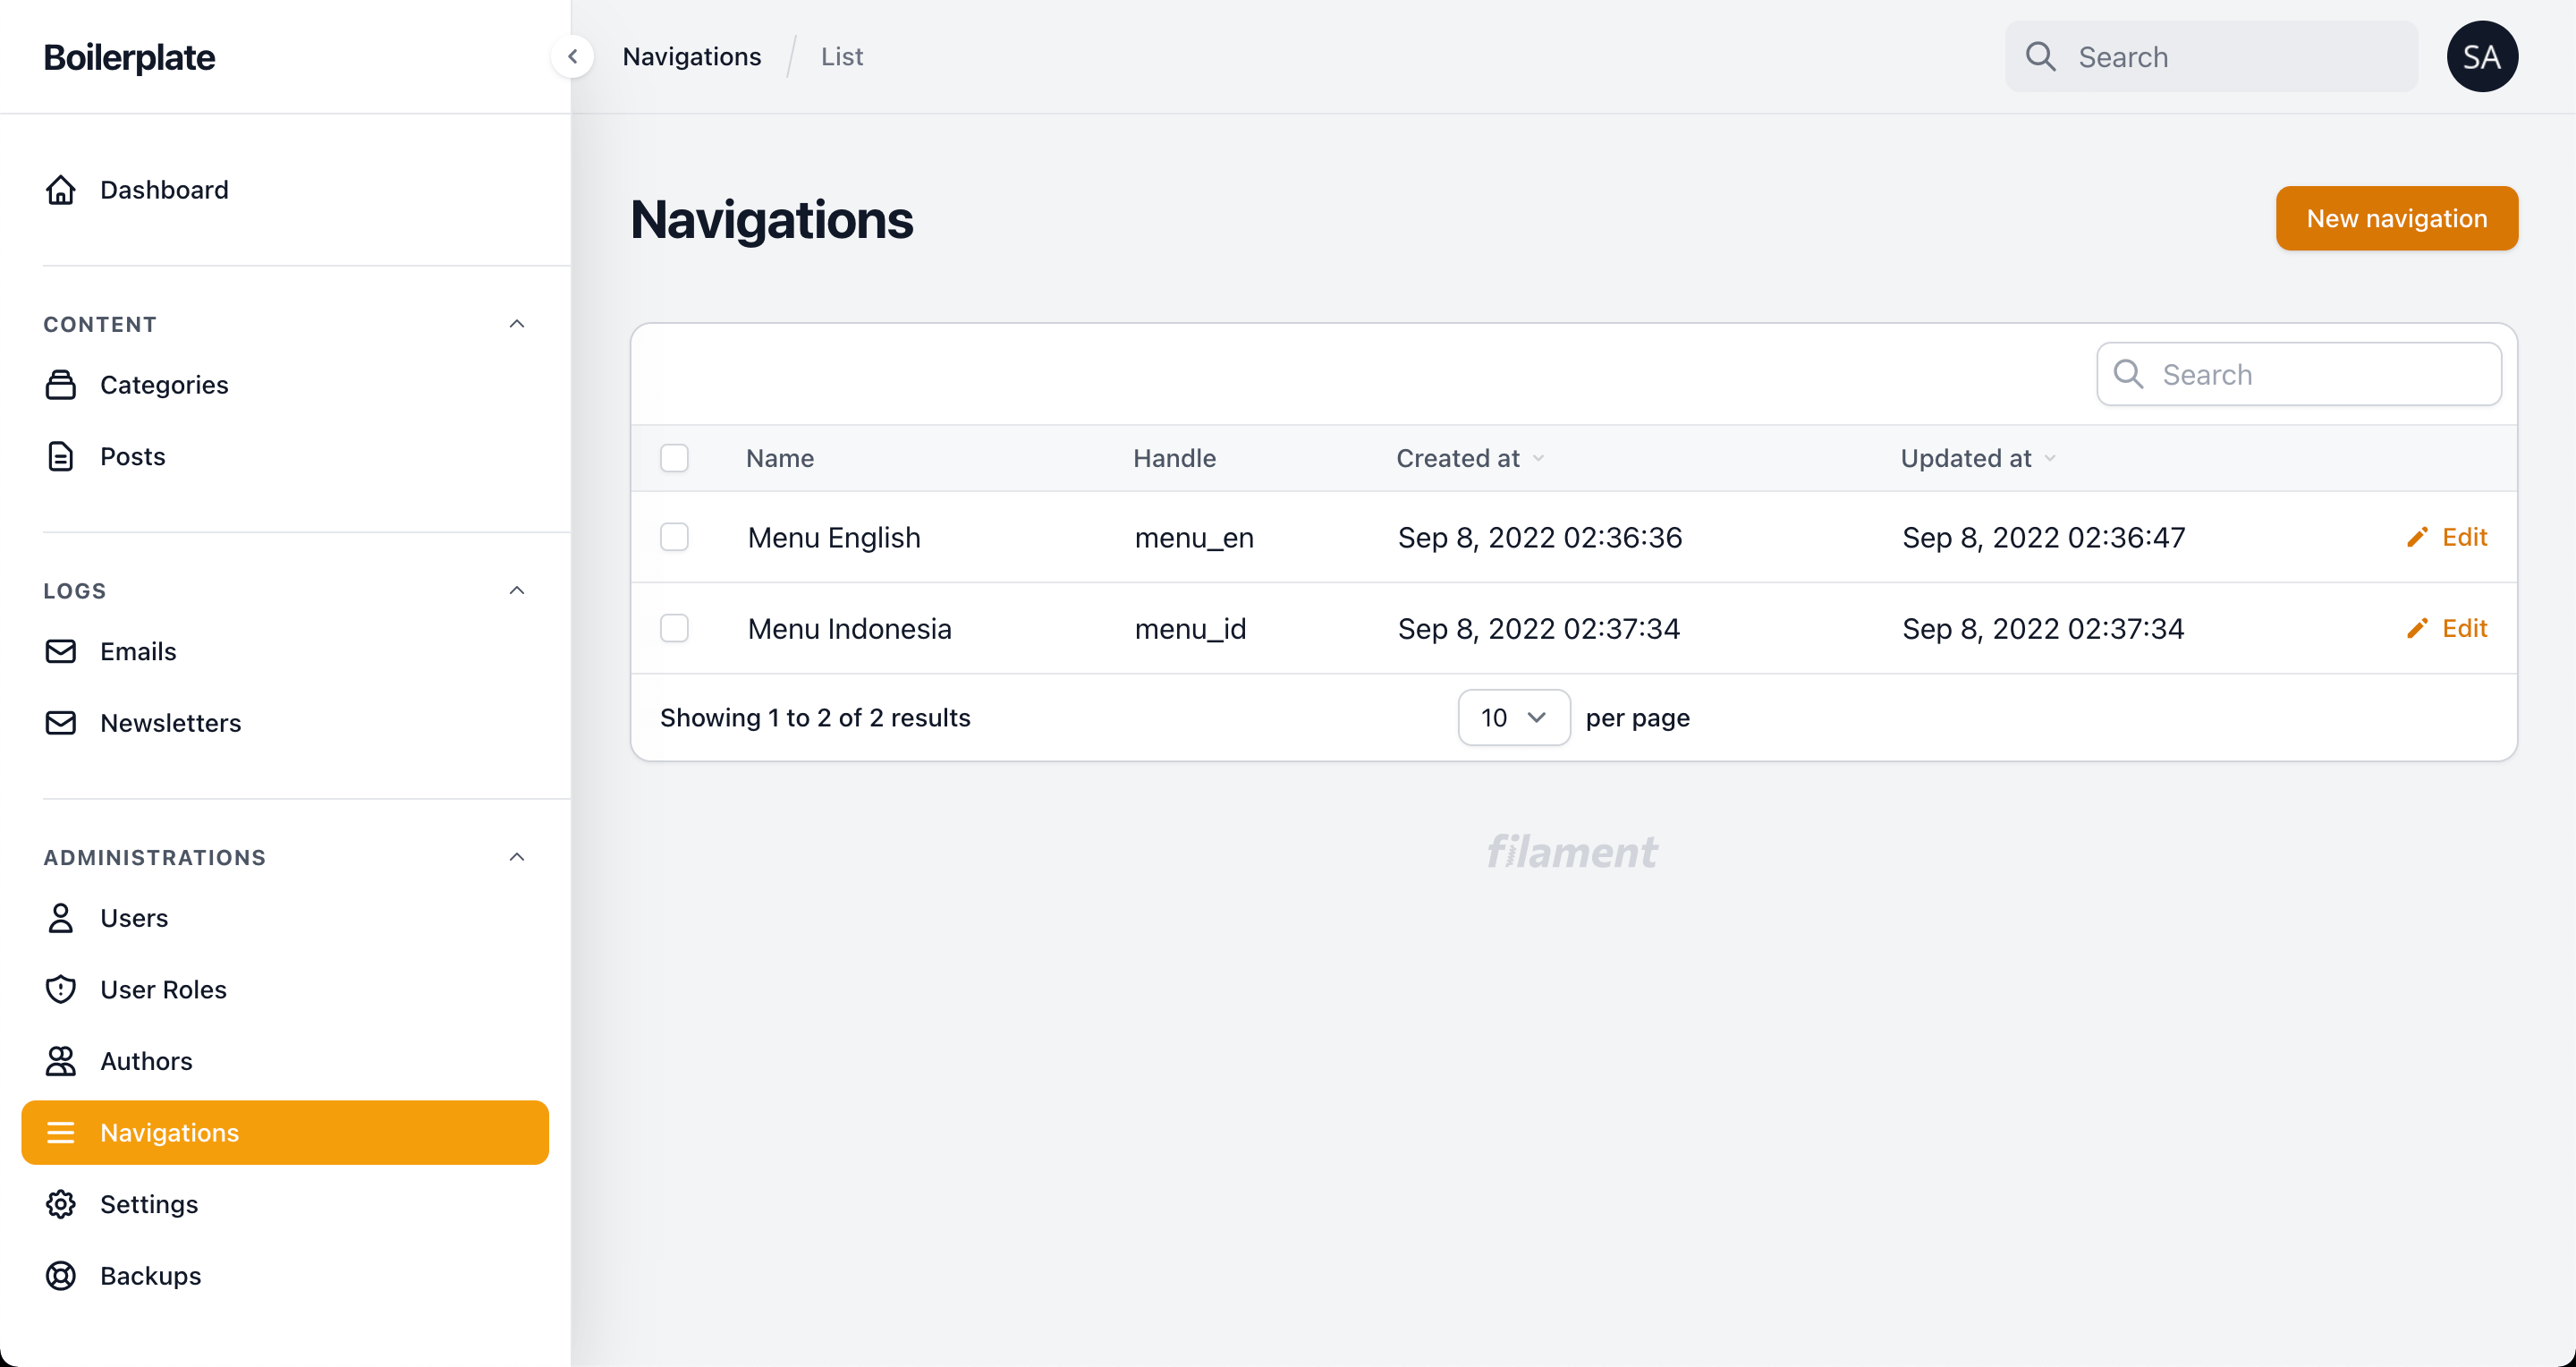 Boilerplate
Navigations
List
Search
SA
Dashboard
CONTENT
Categories
Posts
LOGS
Emails
Newsletters
ADMINISTRATIONS
Users
User Roles
Authors
Navigations
Settings
Backups
Navigations
New navigation
Search
Name Handle Created at Updated at
Menu English menu_en Sep 8, 2022 02:36:36 Sep 8, 2022 02:36:47 Edit
Menu Indonesia menu_id Sep 8, 2022 02:37:34 Sep 8, 2022 02:37:34 Edit
Showing 1 to 2 of 2 results 10 per page
filament